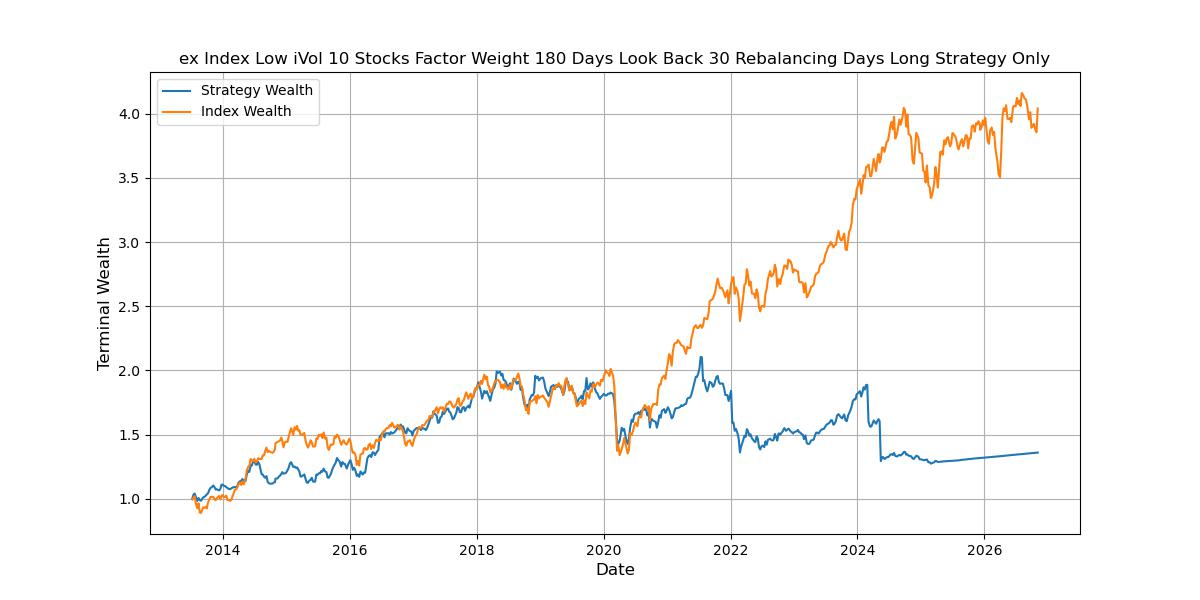 ex Index Low iVol 10 Stocks Factor Weight 180 Days Look Back 30 Rebalancing Days Long Strategy Only
Strategy Wealth
Index Wealth
Terminal Wealth
4.0
3.5
3.0
2.5
2.0
1.5
1.0
2014 2016 2018 2020 2022 2024 2026
Date